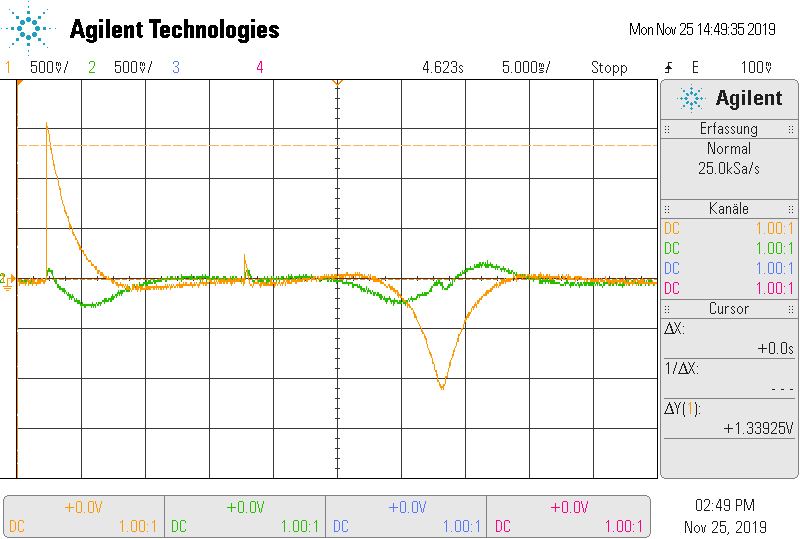 Agilent Technologies
Mon Nov 25 14:49:35 2019
1 500mV/ 2 500mV/ 3 4 4.623s 5.000ms/ Stopp E 100mV
Agilent
Erfassung
Normal
25.0kSa/s
Kanäle
DC 1.00:1
DC 1.00:1
DC 1.00:1
DC 1.00:1
Cursor
ΔX:
+0.0s
1/ΔX:
- - -
ΔY(1):
+1.33925V
2
+0.0V +0.0V +0.0V +0.0V
DC 1.00:1 DC 1.00:1 DC 1.00:1 DC 1.00:1
02:49 PM
Nov 25, 2019